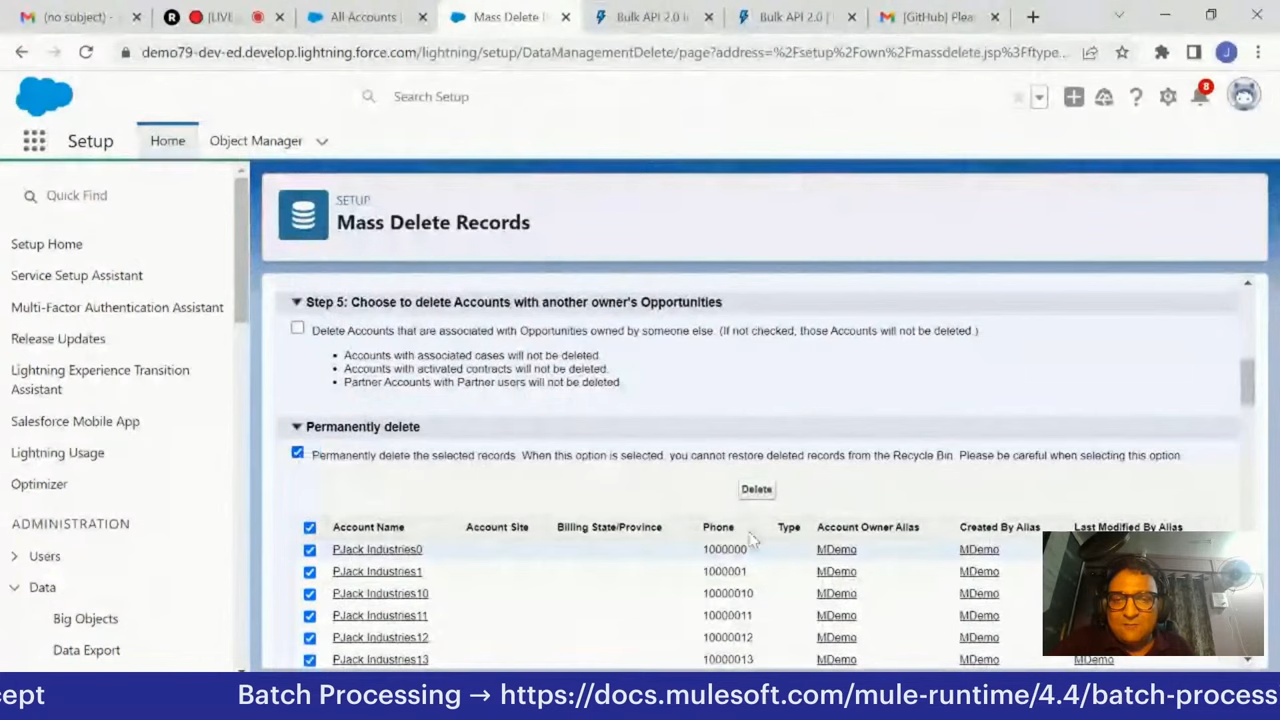 (no subject) -
[LIVE
All Accounts |
Mass Delete
Bulk API 2.0
Bulk API 2.0 |
[GitHub] Plea
demo79-dev-ed.develop.lightning.force.com/lightning/setup/DataManagementDelete/page?address=%2Fsetup%2Fown%2Fmassdelete.jsp%3Fftype...
J
Search Setup
8
Setup
Home
Object Manager
Quick Find
Setup Home
Service Setup Assistant
Multi-Factor Authentication Assistant
Release Updates
Lightning Experience Transition
Assistant
Salesforce Mobile App
Lightning Usage
Optimizer
ADMINISTRATION
Users
Data
Big Objects
Data Export
SETUP
Mass Delete Records
Step 5: Choose to delete Accounts with another owner's Opportunities
Delete Accounts that are associated with Opportunities owned by someone else. (If not checked, those Accounts will not be deleted.)
• Accounts with associated cases will not be deleted.
• Accounts with activated contracts will not be deleted.
• Partner Accounts with Partner users will not be deleted
Permanently delete
Permanently delete the selected records. When this option is selected, you cannot restore deleted records from the Recycle Bin. Please be careful when selecting this option.
Delete
Account Name Account Site Billing State/Province Phone Type Account Owner Alias Created By Alias Last Modified By Alias
PJack Industries0 1000000 MDemo MDemo
PJack Industries1 1000001 MDemo MDemo
PJack Industries10 10000010 MDemo MDemo
PJack Industries11 10000011 MDemo MDemo
PJack Industries12 10000012 MDemo MDemo
PJack Industries13 10000013 MDemo MDemo MDemo
cept Batch Processing → https://docs.mulesoft.com/mule-runtime/4.4/batch-process